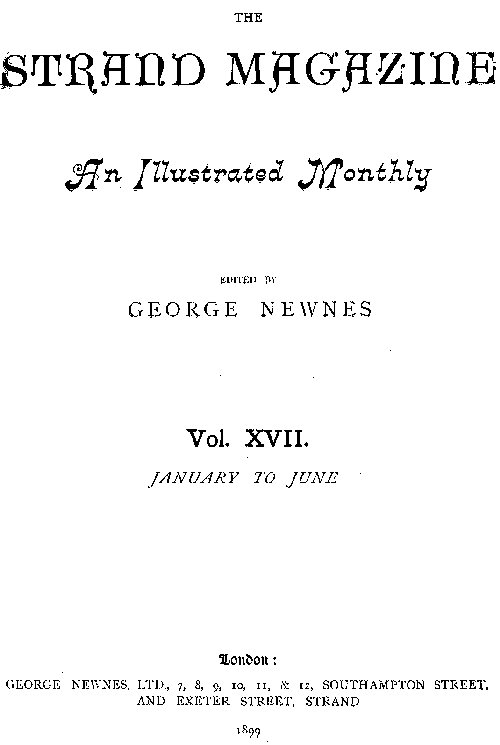 THE
STRAND MAGAZINE
An Illustrated Monthly
EDITED BY
GEORGE NEWNES
Vol. XVII.
JANUARY TO JUNE
London:
GEORGE NEWNES, LTD., 7, 8, 9, 10, 11, & 12, SOUTHAMPTON STREET,
AND EXETER STREET, STRAND
1899